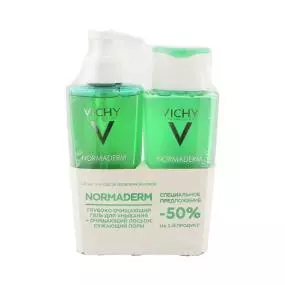 VICHY
V
NORMADERM
VICHY
V
NORMADERM
NORMADERM
ГЛУБОКО ОЧИЩАЮЩИЙ
ГЕЛЬ ДЛЯ УМЫВАНИЯ
+ ОЧИЩАЮЩИЙ ЛОСЬОН,
СУЖАЮЩИЙ ПОРЫ
СПЕЦИАЛЬНОЕ
ПРЕДЛОЖЕНИЕ
-50%
НА 2-Й ПРОДУКТ